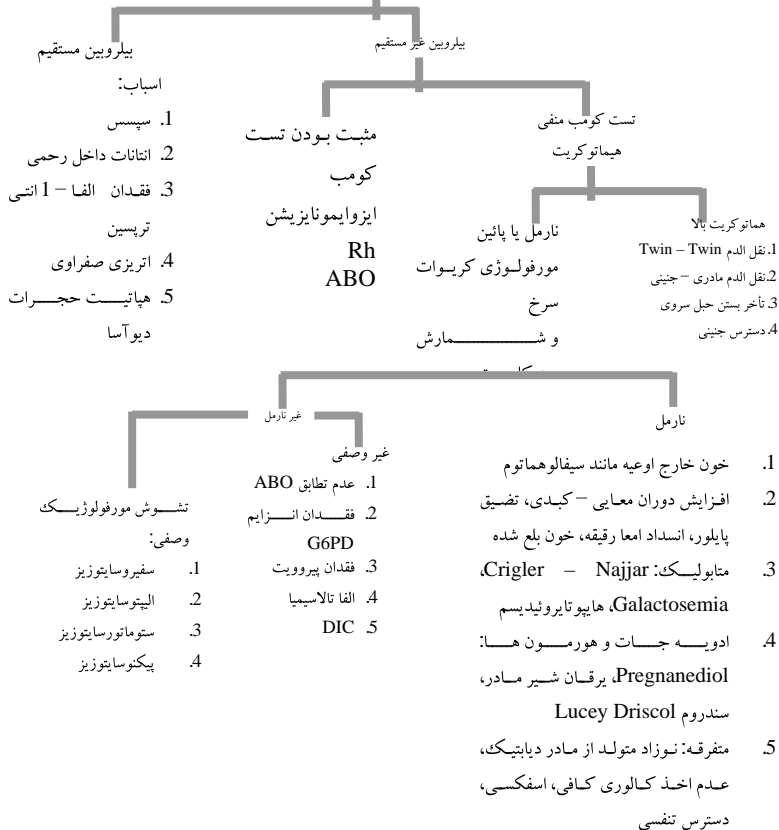 بیلروبین مستقیم
اسباب:
1. سپسس
2. انتانات داخل رحمی
3. فقدان الفا – 1 انتی
تریپسین
4. اتریزی صفراوی
5. هپاتیت حجرات
دیوآسا
بیلروبین غیر مستقیم
مثبت بودن تست
کومب
ایزوایمونایزیشن
Rh
ABO
تست کومب منفی
هیماتوکریت
نارمل یا پائین
مورفولوژی کریوات
سرخ
و شمارش
هماتوکریت بالا
1. نقل الدم Twin – Twin
2. نقل الدم مادری – جنینی
3. تأخر بستن حبل سروی
4. دسترس جنینی
نارمل
1. خون خارج اوعیه مانند سیفالوهماتوم
2. افزایش دوران معایی – کبدی، تضیق
پایلور، انسداد امعا رقیقه، خون بلع شده
3. متابولیک: Crigler – Najjar،
Galactosemia، هایپوتایروئیدیسم
4. ادویه جات و هورمون ها:
Pregnanediol، یرقان شیر مادر،
سندروم Lucey Driscol
5. متفرقه: نوزاد متولد از مادر دیابتیک،
عدم اخذ کالوری کافی، اسفکسی،
دسترس تنفسی
غیر نارمل
غیر وصفی
1. عدم تطابق ABO
2. فقدان انزایم
G6PD
3. فقدان پیروویت
4. الفا تالاسیمیا
5. DIC
تشوش مورفولوژیک
وصفی:
1. سفیروسایتوزیز
2. الیپتوسایتوزیز
3. ستوماتورسایتوزیز
4. پیکنوسایتوزیز